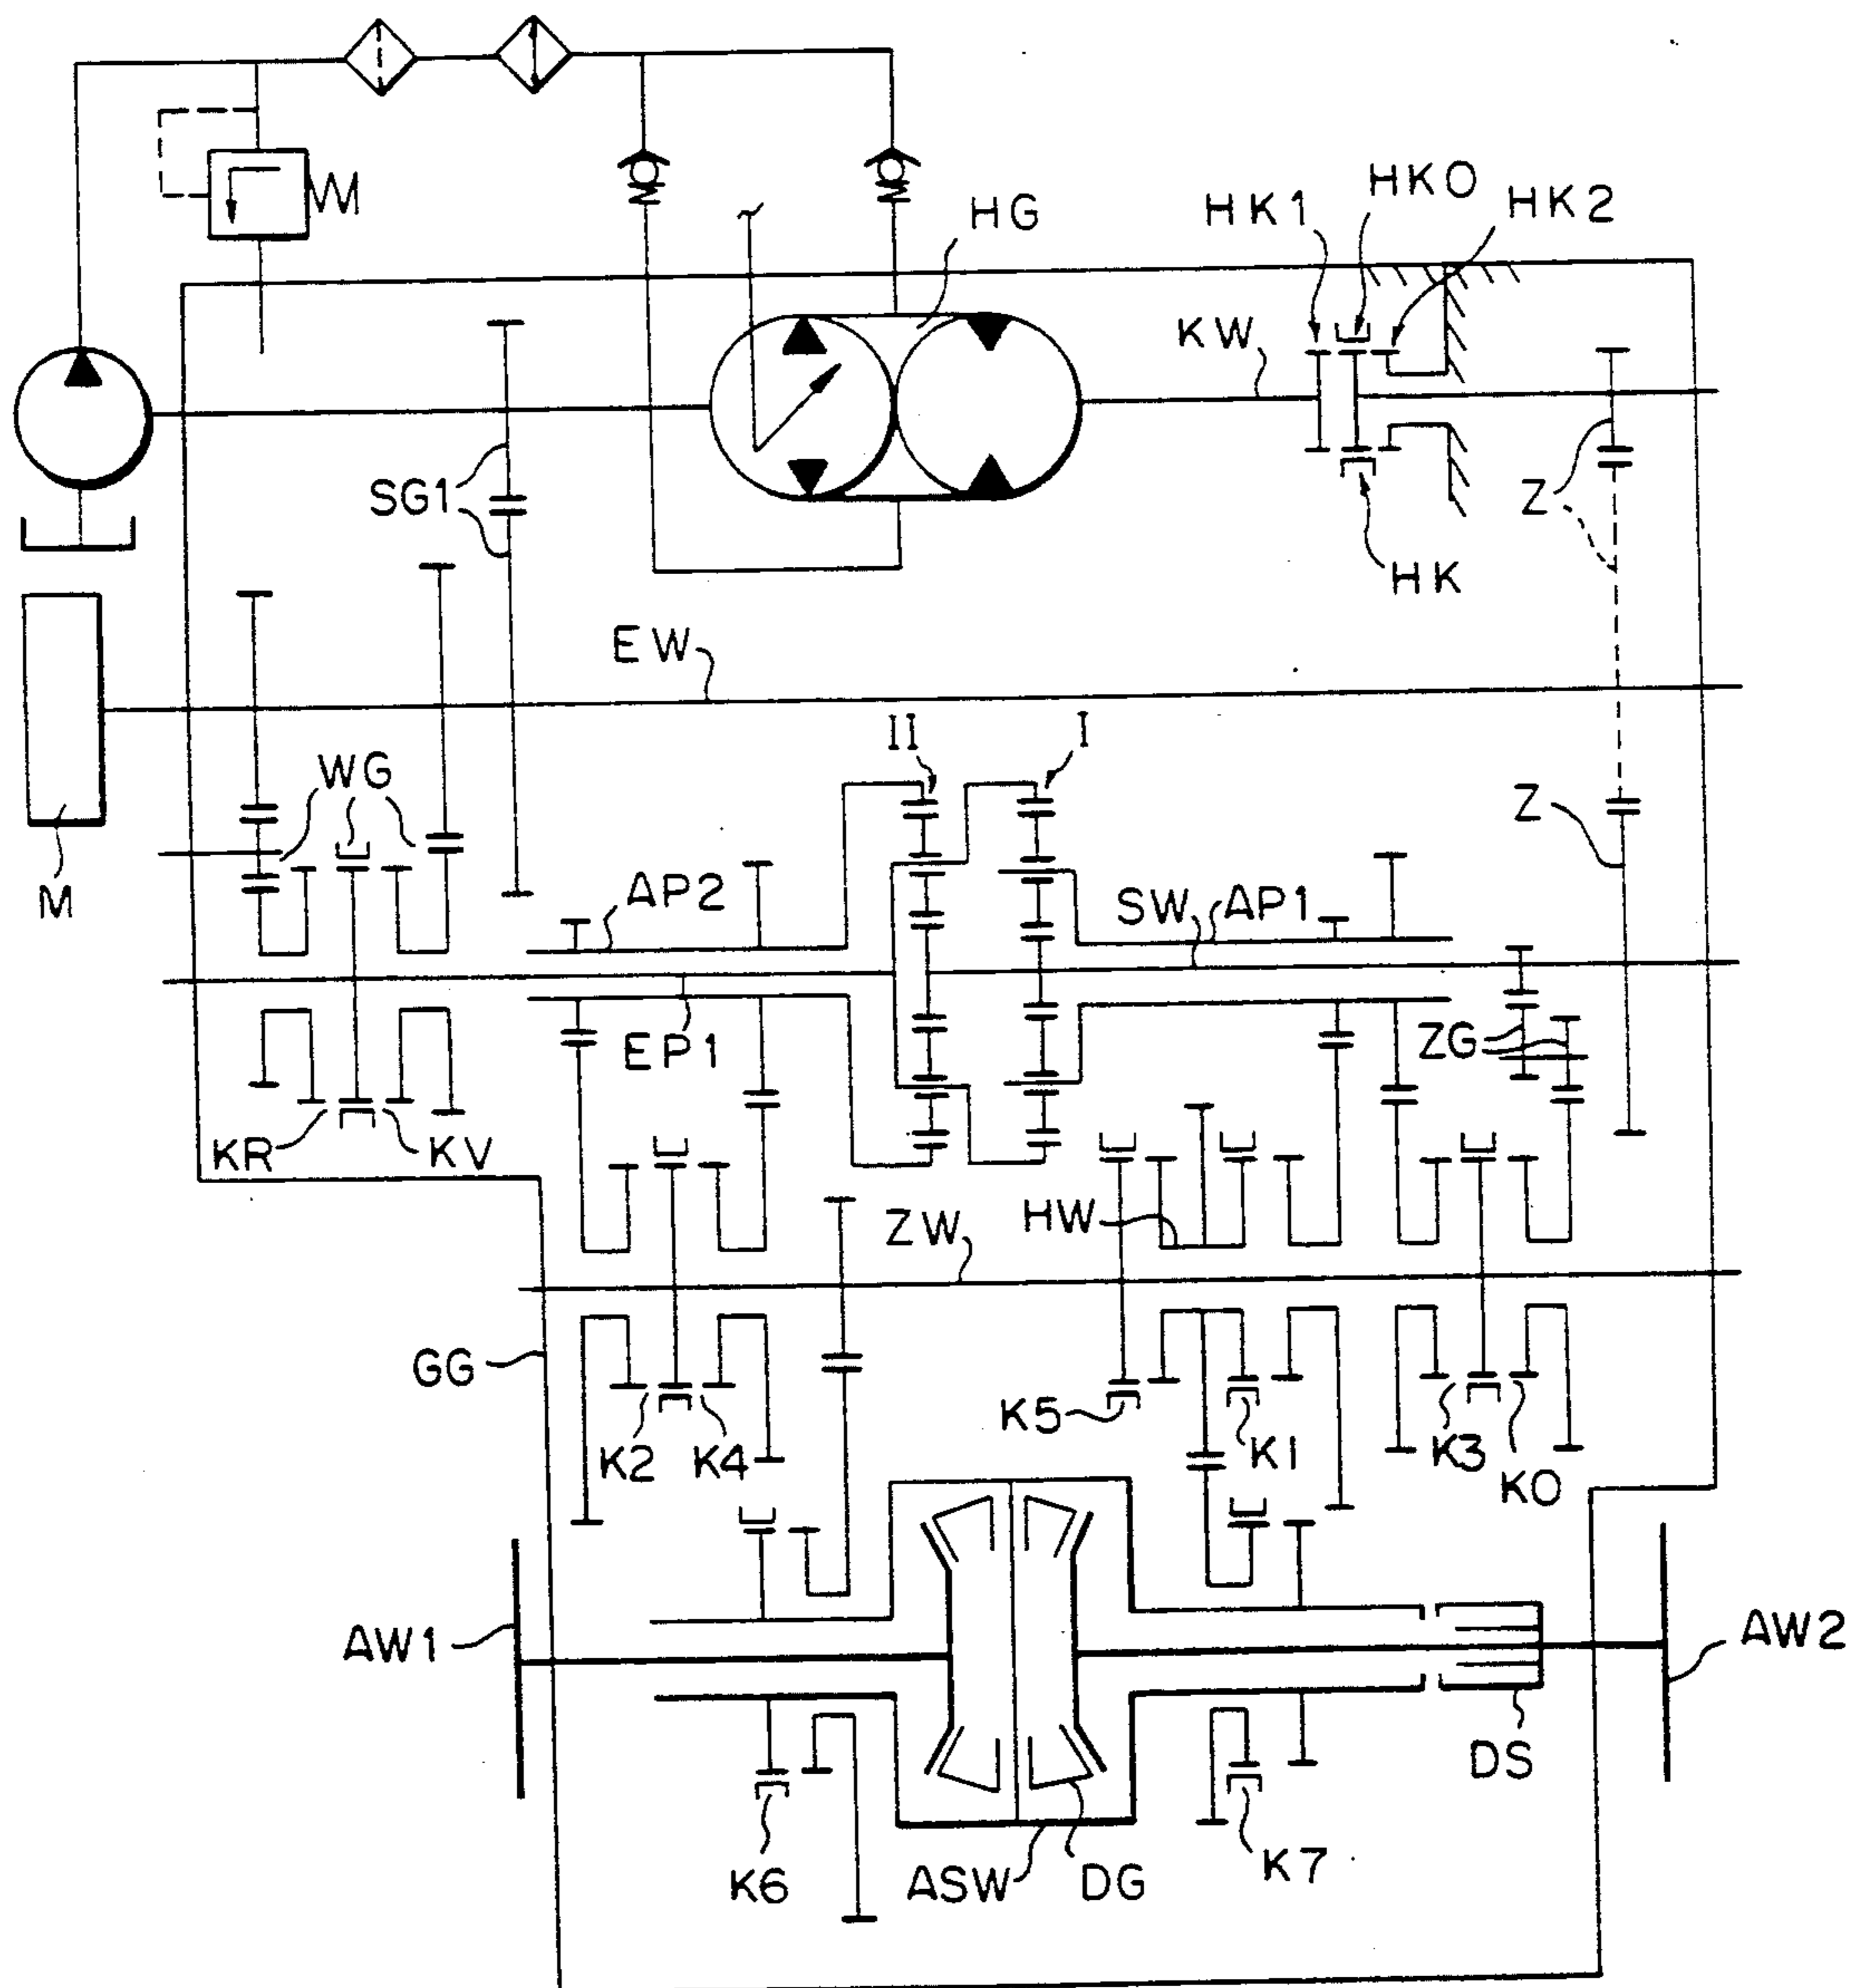 HG
HK1
HK0
HK2
KW
SG1
Z
HK
EW
II
I
WG
Z
M
AP2
SW
AP1
EP1
ZG
KR
KV
ZW
HW
GG
K2
K4
K5
K1
K3
K0
AW1
AW2
DS
K6
ASW
DG
K7